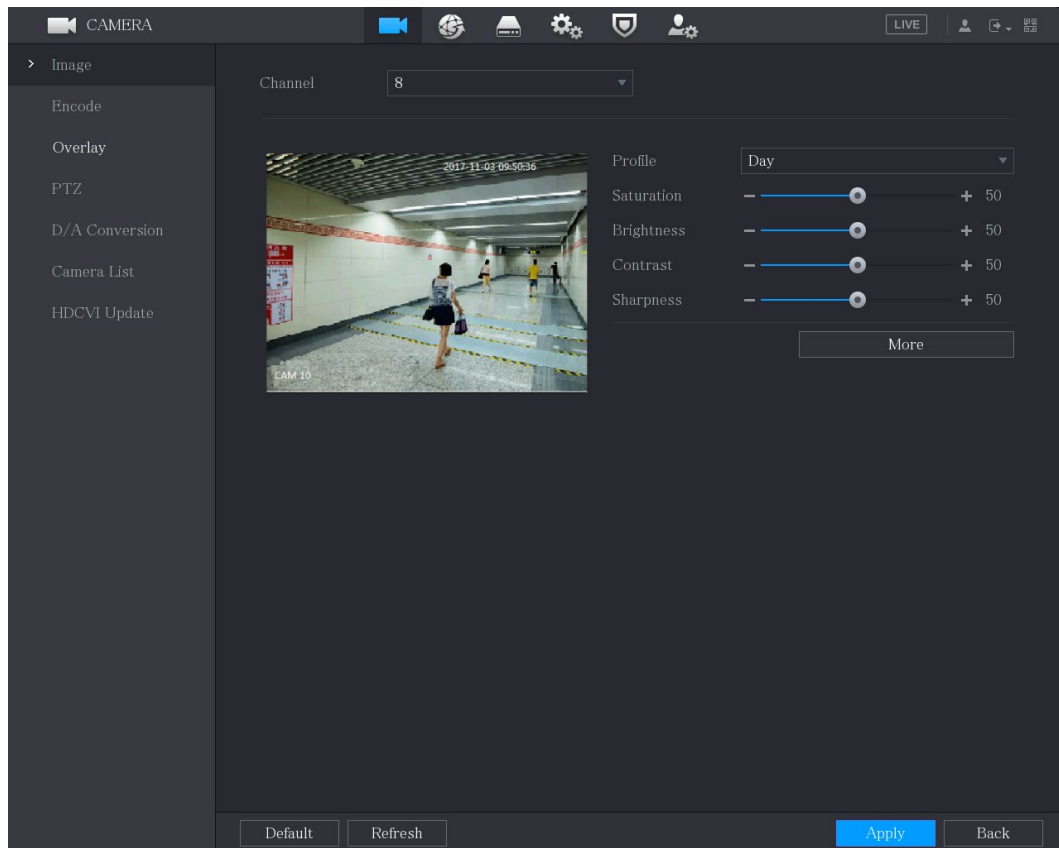 CAMERA
LIVE
Image
Encode
Overlay
PTZ
D/A Conversion
Camera List
HDCVI Update
Channel 8
2017-11-03 09:50:36
CAM 10
Profile Day
Saturation 50
Brightness 50
Contrast 50
Sharpness 50
More
Default Refresh Apply Back